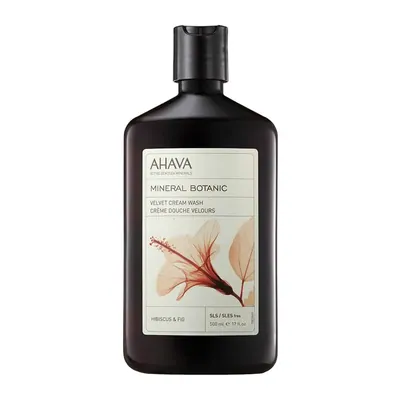 AHAVA
MINERAL BOTANIC
VELVET CREAM WASH
CRÈME DOUCHE VELOURS
HIBISCUS & FIG
SLS / SLES free
500 mL e 17 fl.oz